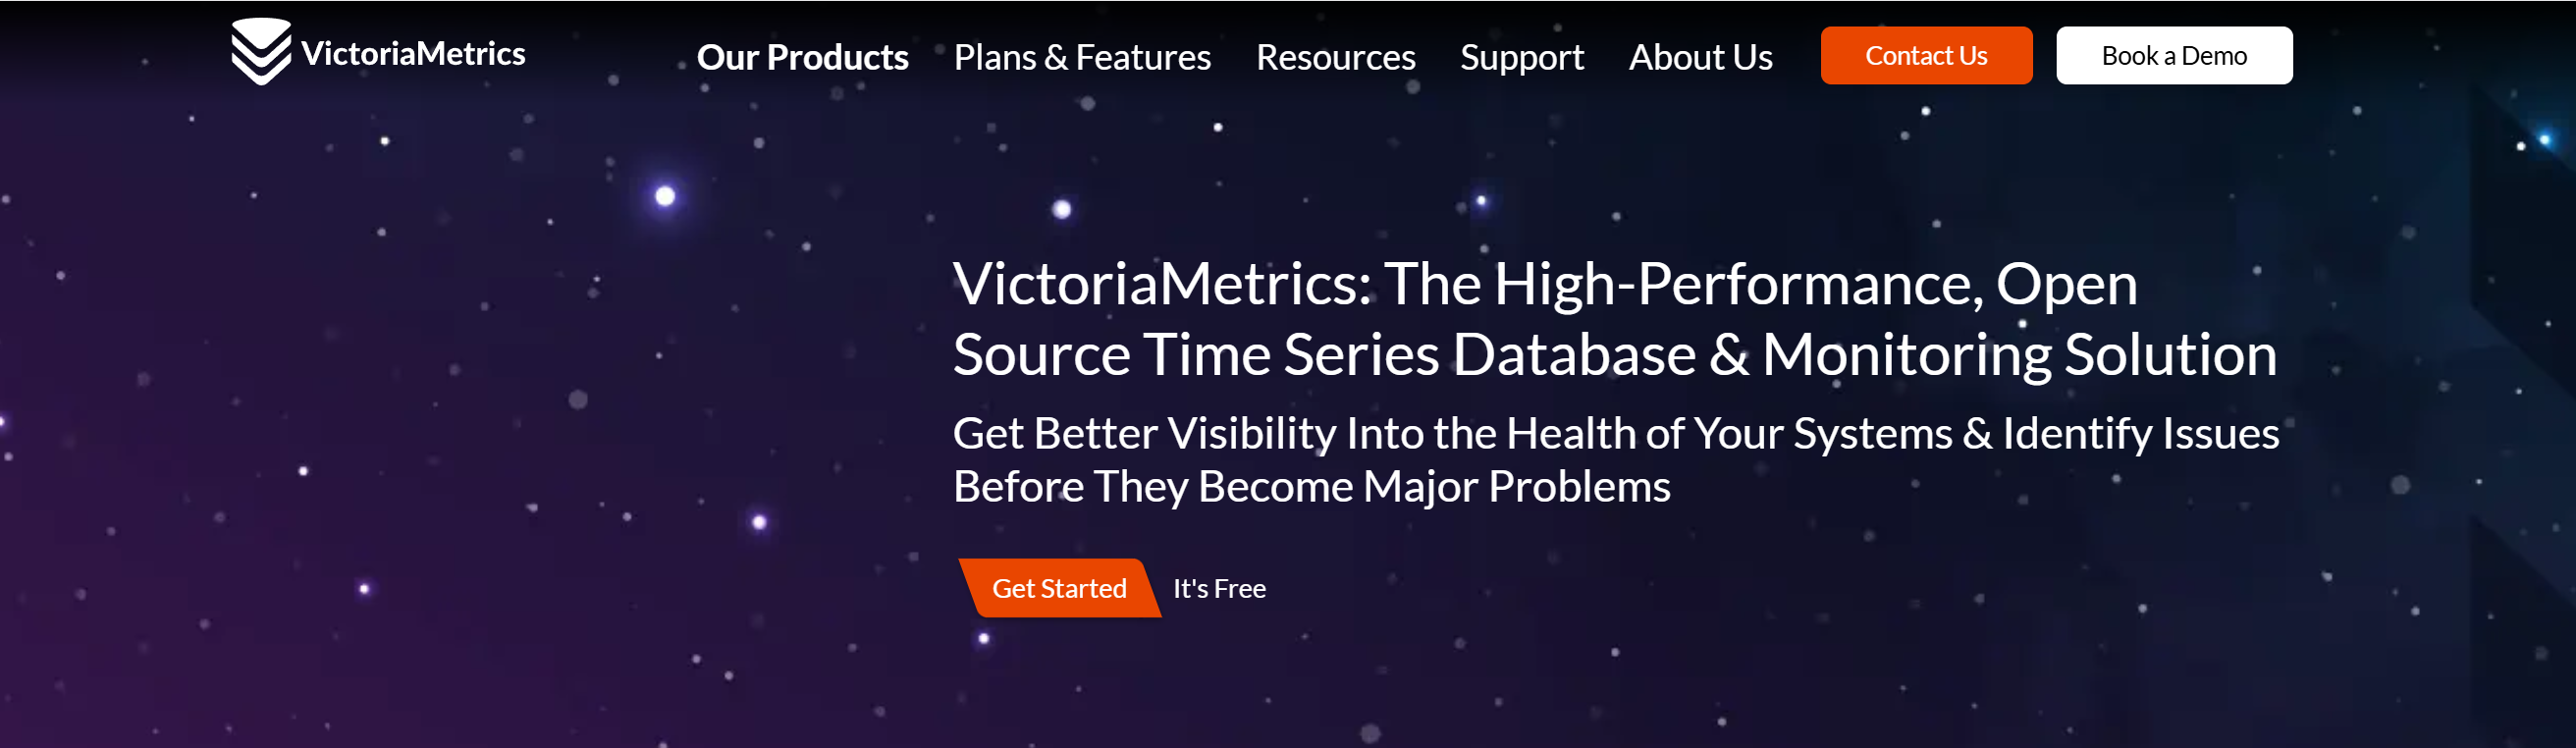 VictoriaMetrics
Our Products
Plans & Features
Resources
Support
About Us
Contact Us
Book a Demo
VictoriaMetrics: The High-Performance, Open
Source Time Series Database & Monitoring Solution
Get Better Visibility Into the Health of Your Systems & Identify Issues
Before They Become Major Problems
Get Started
It's Free